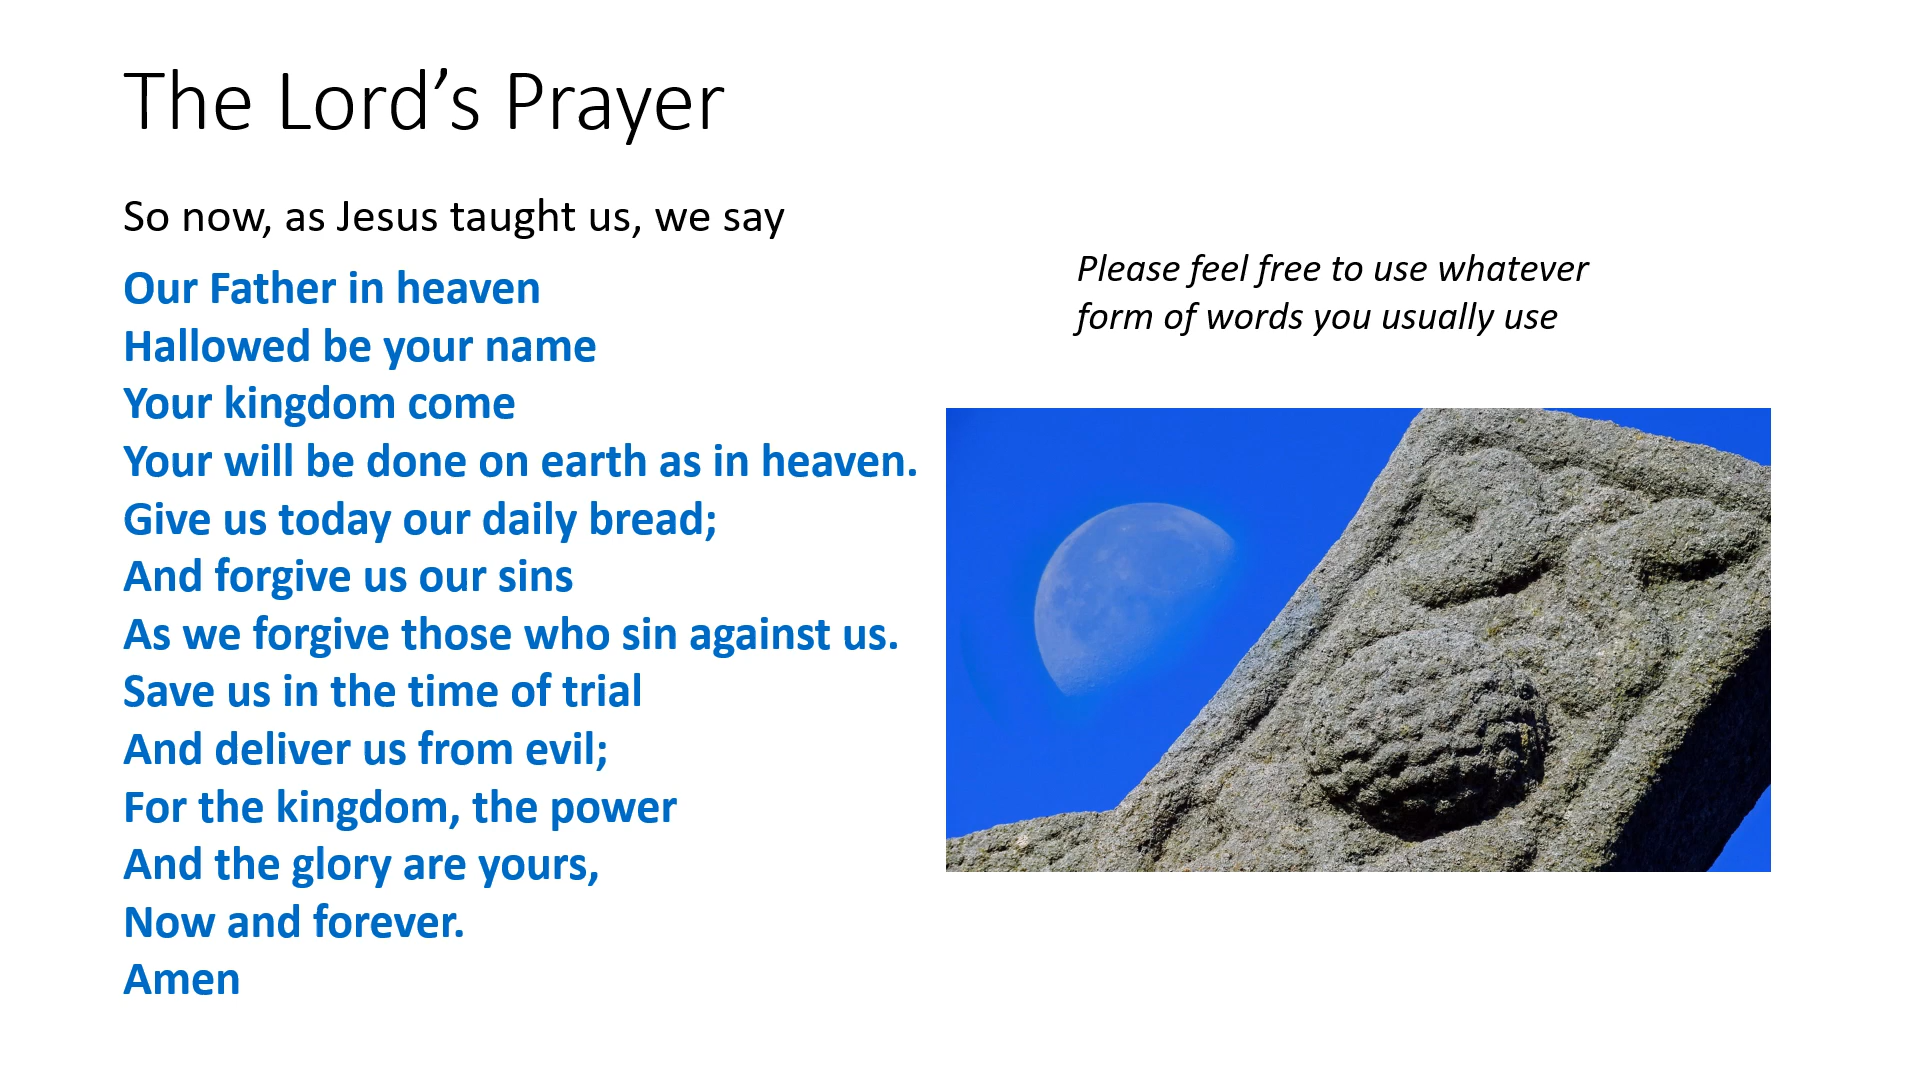 The Lord’s Prayer
So now, as Jesus taught us, we say
Our Father in heaven
Hallowed be your name
Your kingdom come
Your will be done on earth as in heaven.
Give us today our daily bread;
And forgive us our sins
As we forgive those who sin against us.
Save us in the time of trial
And deliver us from evil;
For the kingdom, the power
And the glory are yours,
Now and forever.
Amen
Please feel free to use whatever
form of words you usually use